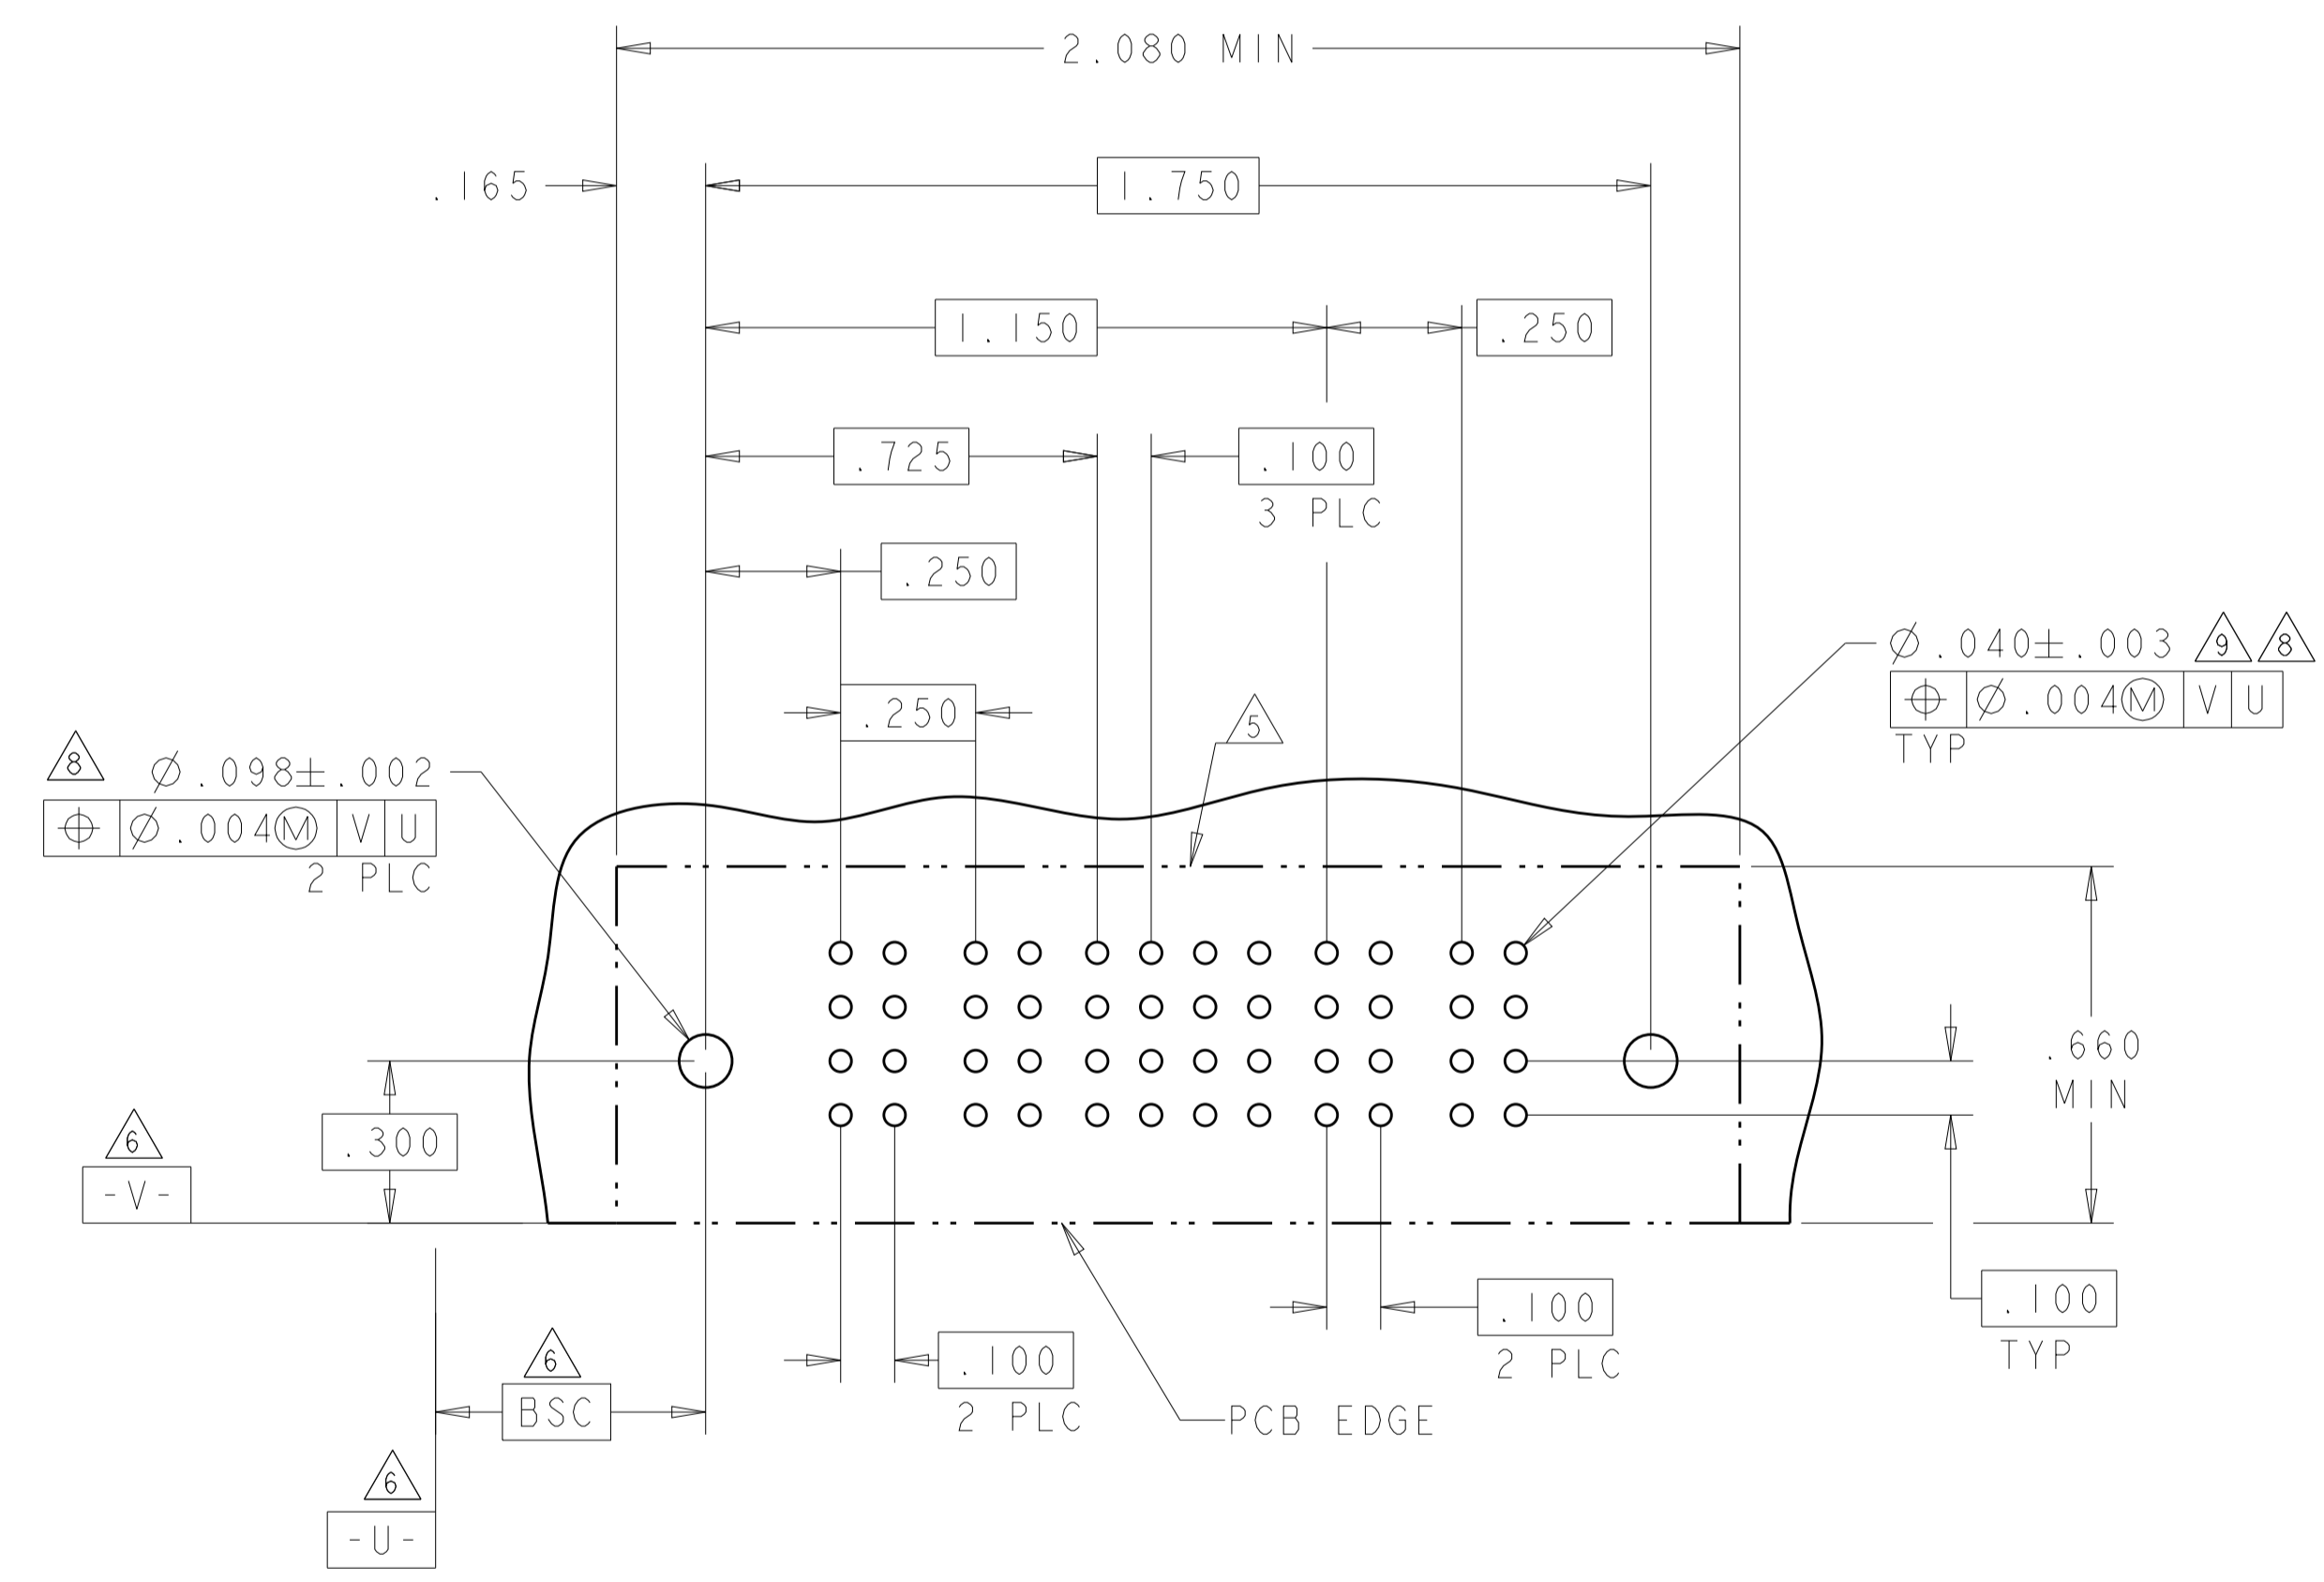 2.080 MIN
.165
1.750
1.150
.250
.725
.100
3 PLC
.250
.250
5
⌀.040±.003 9 8
⌖ ⌀.004Ⓜ V U
TYP
8 ⌀.098±.002
⌖ ⌀.004Ⓜ V U
2 PLC
.660
MIN
.300
6
-V-
.100
TYP
.100
2 PLC
.100
2 PLC
6
BSC
PCB EDGE
6
-U-